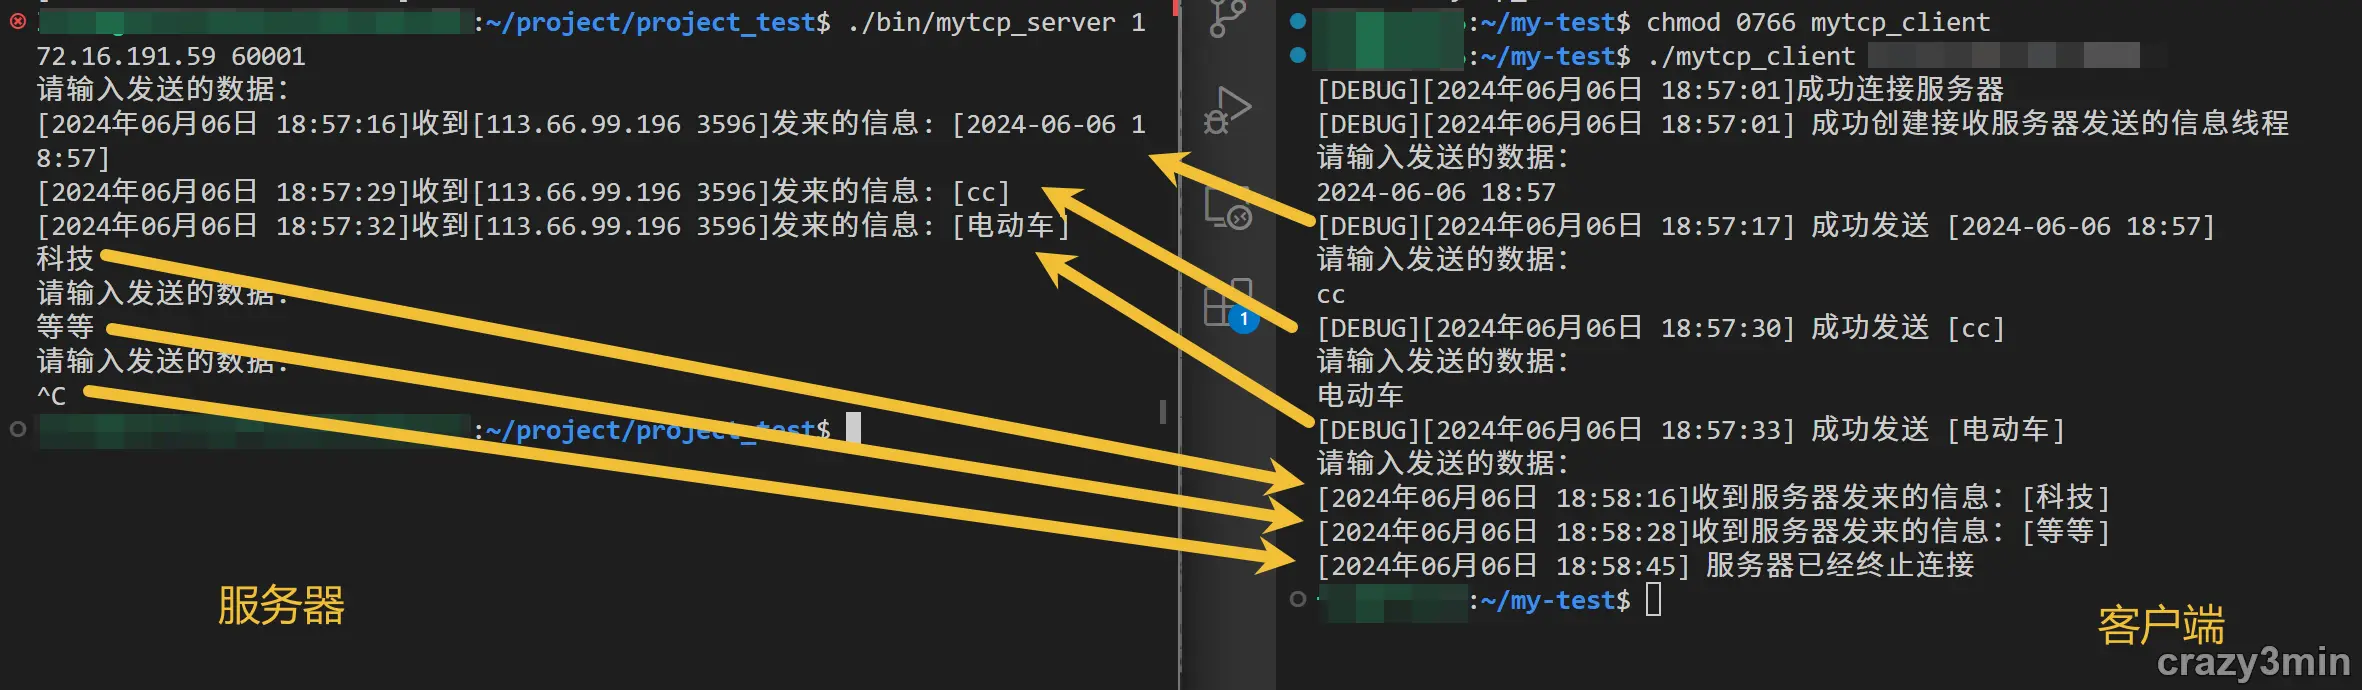 :~/project/project_test$ ./bin/mytcp_server 1
72.16.191.59 60001
请输入发送的数据：
[2024年06月06日 18:57:16]收到[113.66.99.196 3596]发来的信息: [2024-06-06 1
8:57]
[2024年06月06日 18:57:29]收到[113.66.99.196 3596]发来的信息: [cc]
[2024年06月06日 18:57:32]收到[113.66.99.196 3596]发来的信息: [电动车]
科技
请输入发送的数据：
等等
请输入发送的数据：
^C
:~/project/project_test$
服务器
1
:~/my-test$ chmod 0766 mytcp_client
:~/my-test$ ./mytcp_client
[DEBUG][2024年06月06日 18:57:01]成功连接服务器
[DEBUG][2024年06月06日 18:57:01] 成功创建接收服务器发送的信息线程
请输入发送的数据：
2024-06-06 18:57
[DEBUG][2024年06月06日 18:57:17] 成功发送 [2024-06-06 18:57]
请输入发送的数据：
cc
[DEBUG][2024年06月06日 18:57:30] 成功发送 [cc]
请输入发送的数据：
电动车
[DEBUG][2024年06月06日 18:57:33] 成功发送 [电动车]
请输入发送的数据：
[2024年06月06日 18:58:16]收到服务器发来的信息: [科技]
[2024年06月06日 18:58:28]收到服务器发来的信息: [等等]
[2024年06月06日 18:58:45] 服务器已经终止连接
:~/my-test$
客户端
crazy3min